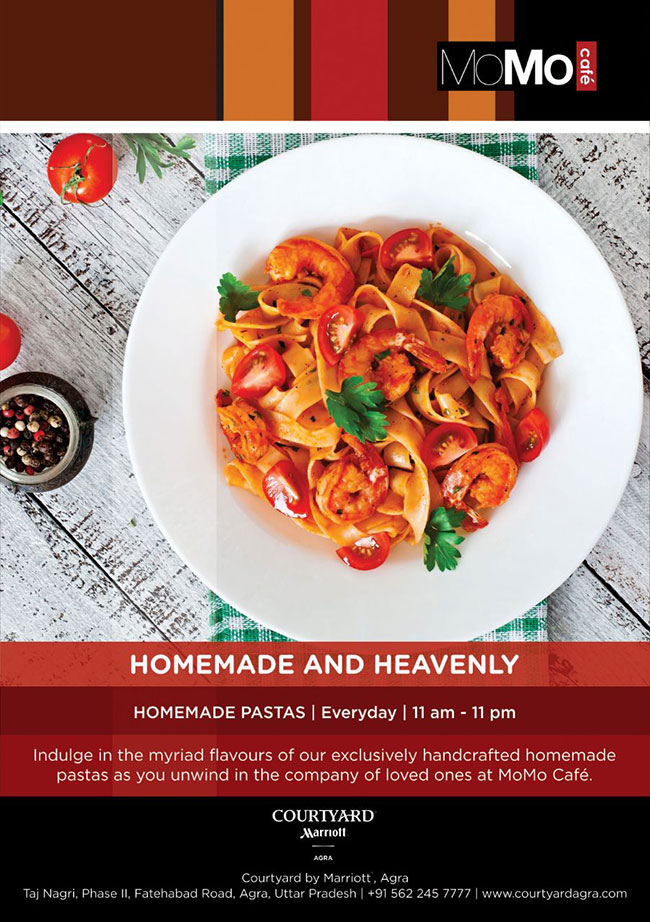 MoMo café
HOMEMADE AND HEAVENLY
HOMEMADE PASTAS | Everyday | 11 am - 11 pm
Indulge in the myriad flavours of our exclusively handcrafted homemade
pastas as you unwind in the company of loved ones at MoMo Café.
COURTYARD
Marriott
AGRA
Courtyard by Marriott, Agra
Taj Nagri, Phase II, Fatehabad Road, Agra, Uttar Pradesh | +91 562 245 7777 | www.courtyardagra.com